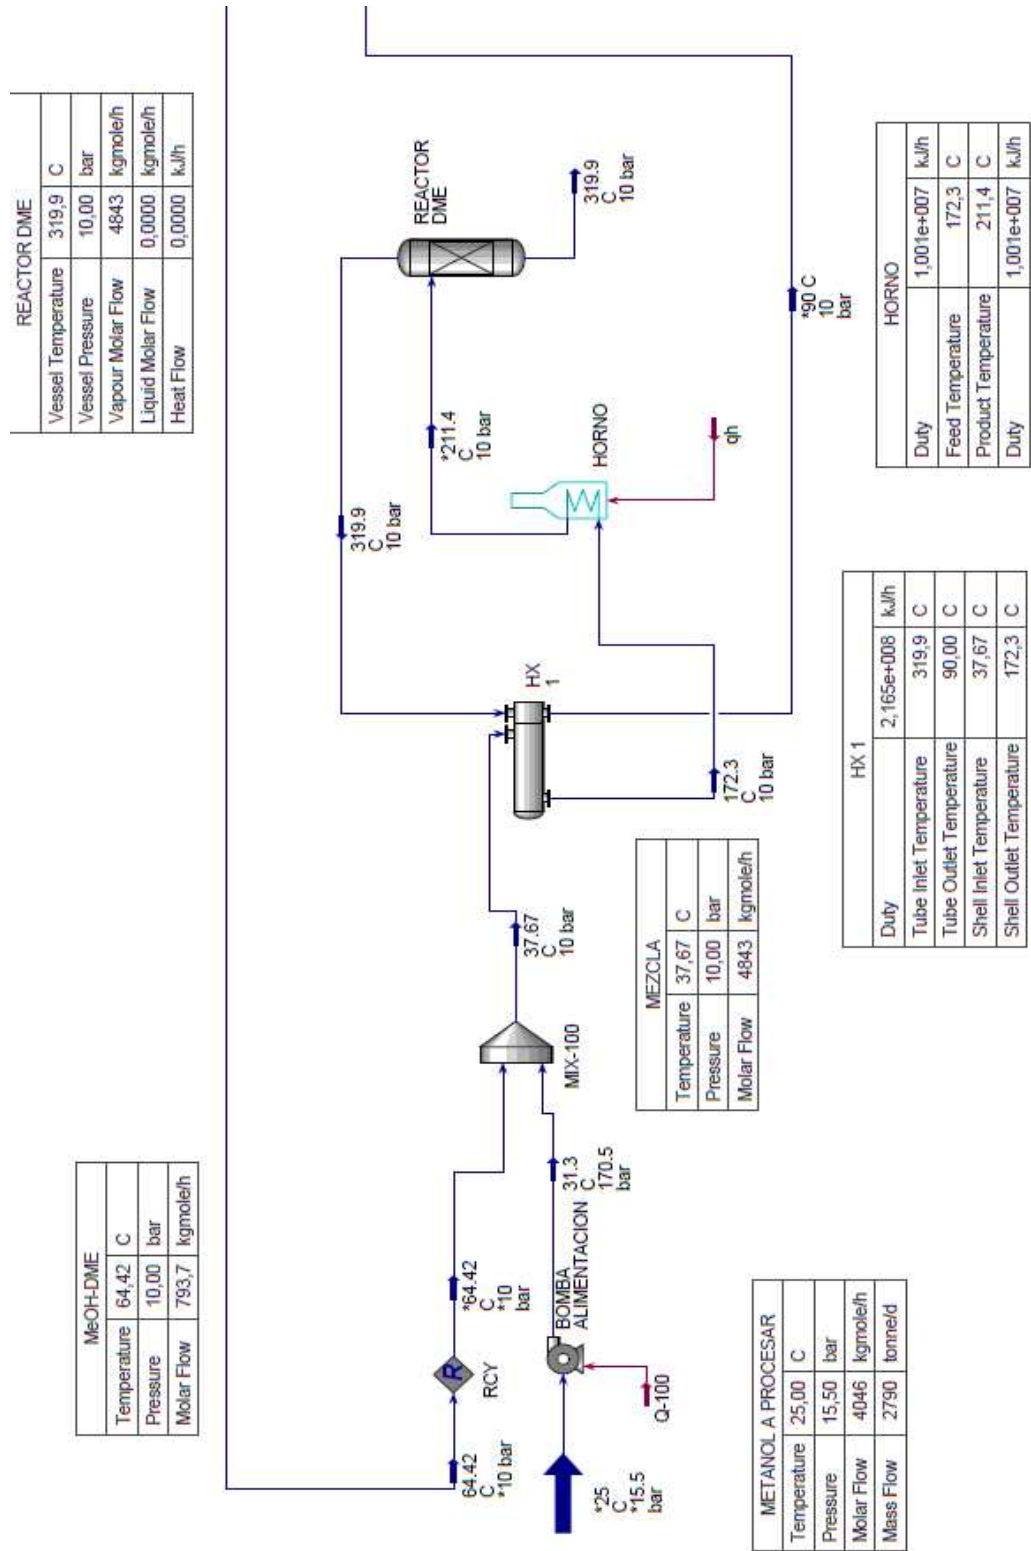 MeOH-DME
Temperature 64,42 C
Pressure 10,00 bar
Molar Flow 793,7 kgmole/h
REACTOR DME
Vessel Temperature 319,9 C
Vessel Pressure 10,00 bar
Vapour Molar Flow 4843 kgmole/h
Liquid Molar Flow 0,0000 kgmole/h
Heat Flow 0,0000 kJ/h
64.42
C
*10 bar
R
RCY
*64.42
C
*10
bar
*25
C
*15.5
bar
Q-100
BOMBA
ALIMENTACION
31.3
C
170.5
bar
MIX-100
37.67
C
10 bar
HX
1
172.3
C
10 bar
319.9
C
10 bar
HORNO
qh
*211.4
C
10 bar
REACTOR
DME
319.9
C
10 bar
*90 C
10
bar
METANOL A PROCESAR
Temperature 25,00 C
Pressure 15,50 bar
Molar Flow 4046 kgmole/h
Mass Flow 2790 tonne/d
MEZCLA
Temperature 37,67 C
Pressure 10,00 bar
Molar Flow 4843 kgmole/h
HX 1
Duty 2,165e+008 kJ/h
Tube Inlet Temperature 319,9 C
Tube Outlet Temperature 90,00 C
Shell Inlet Temperature 37,67 C
Shell Outlet Temperature 172,3 C
HORNO
Duty 1,001e+007 kJ/h
Feed Temperature 172,3 C
Product Temperature 211,4 C
Duty 1,001e+007 kJ/h